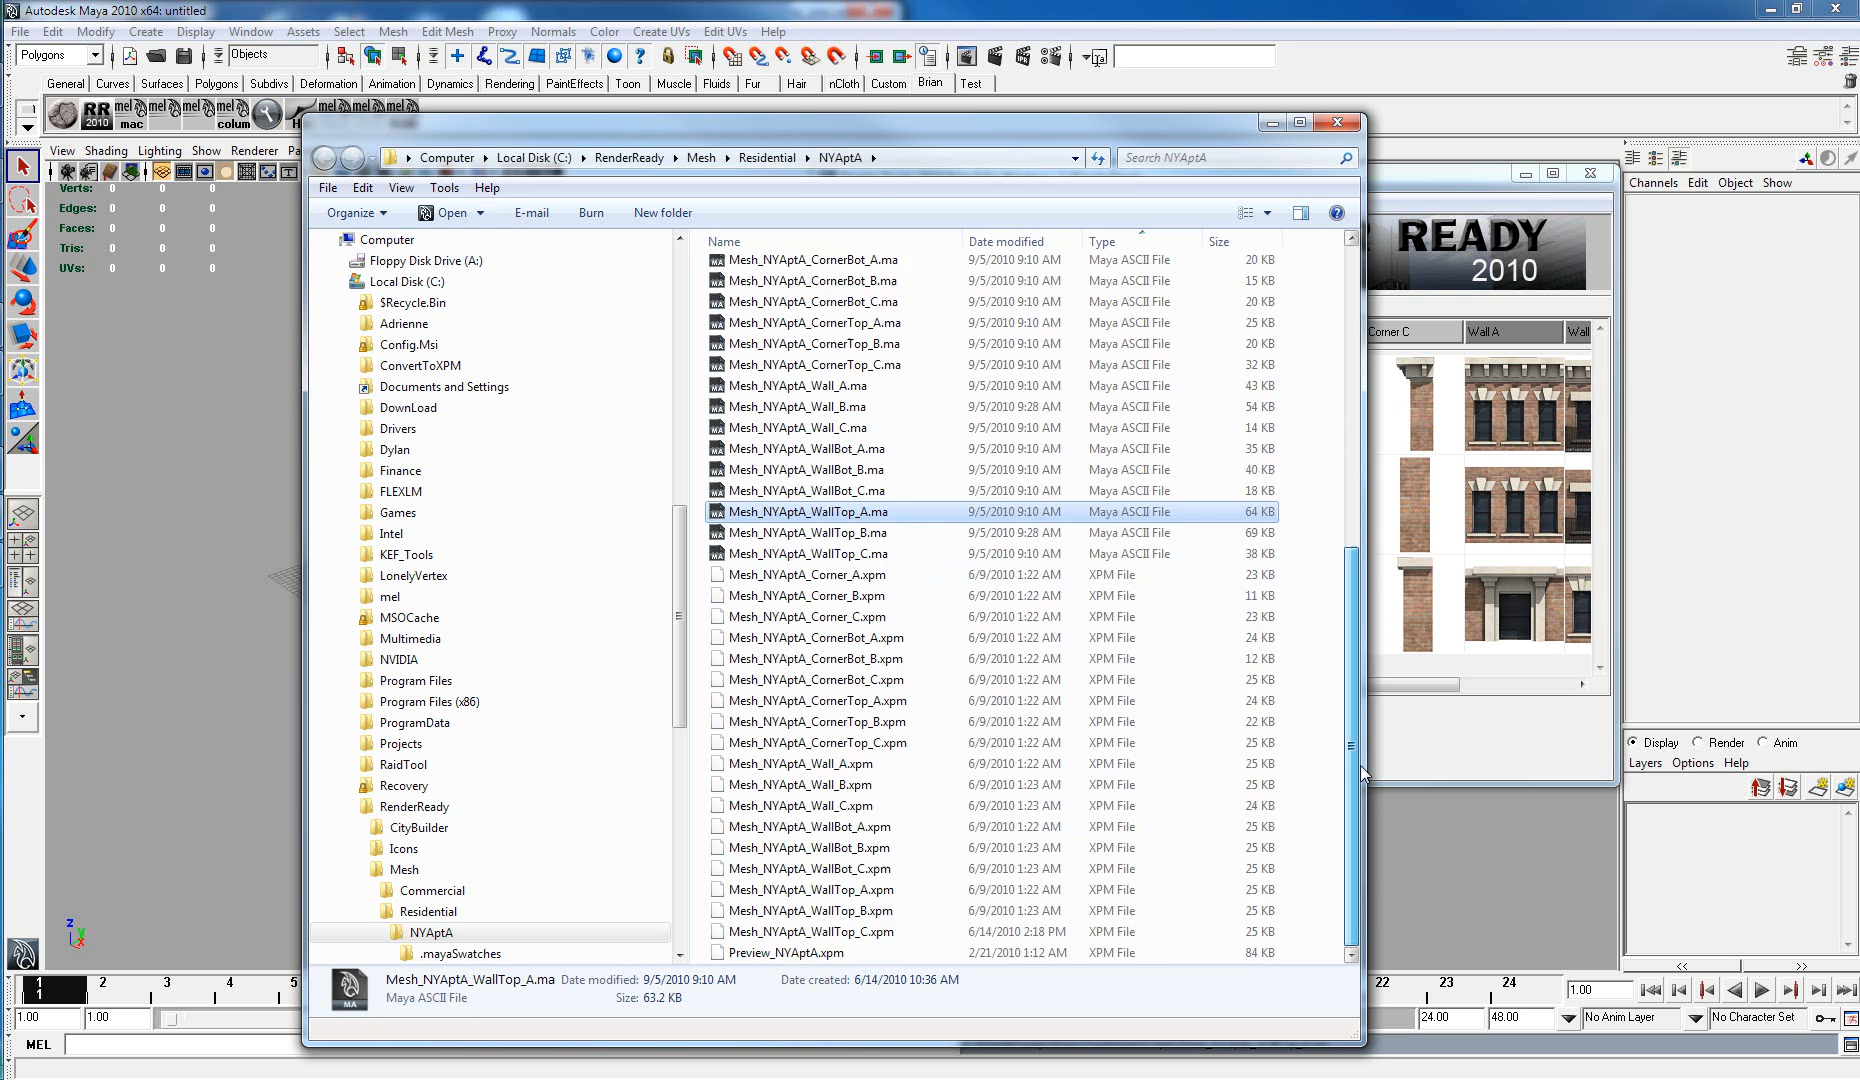 Autodesk Maya 2010 x64: untitled
File Edit Modify Create Display Window Assets Select Mesh Edit Mesh Proxy Normals Color Create UVs Edit UVs Help
Polygons Objects
General Curves Surfaces Polygons Subdivs Deformation Animation Dynamics Rendering PaintEffects Toon Muscle Fluids Fur Hair nCloth Custom Brian Test
RR mel mel mel mel mel mel mel
2010 mac colum
View Shading Lighting Show Renderer Pa
Verts: 0 0 0
Edges: 0 0 0
Faces: 0 0 0
Tris: 0 0 0
UVs: 0 0 0
Computer Local Disk (C:) RenderReady Mesh Residential NYAptA
Search NYAptA
File Edit View Tools Help
Organize Open E-mail Burn New folder
Computer
Floppy Disk Drive (A:)
Local Disk (C:)
$Recycle.Bin
Adrienne
Config.Msi
ConvertToXPM
Documents and Settings
DownLoad
Drivers
Dylan
Finance
FLEXLM
Games
Intel
KEF_Tools
LonelyVertex
mel
MSOCache
Multimedia
NVIDIA
Program Files
Program Files (x86)
ProgramData
Projects
RaidTool
Recovery
RenderReady
CityBuilder
Icons
Mesh
Commercial
Residential
NYAptA
.mayaSwatches
Name Date modified Type Size
Mesh_NYAptA_CornerBot_A.ma 9/5/2010 9:10 AM Maya ASCII File 20 KB
Mesh_NYAptA_CornerBot_B.ma 9/5/2010 9:10 AM Maya ASCII File 15 KB
Mesh_NYAptA_CornerBot_C.ma 9/5/2010 9:10 AM Maya ASCII File 20 KB
Mesh_NYAptA_CornerTop_A.ma 9/5/2010 9:10 AM Maya ASCII File 25 KB
Mesh_NYAptA_CornerTop_B.ma 9/5/2010 9:10 AM Maya ASCII File 20 KB
Mesh_NYAptA_CornerTop_C.ma 9/5/2010 9:10 AM Maya ASCII File 32 KB
Mesh_NYAptA_Wall_A.ma 9/5/2010 9:10 AM Maya ASCII File 43 KB
Mesh_NYAptA_Wall_B.ma 9/5/2010 9:28 AM Maya ASCII File 54 KB
Mesh_NYAptA_Wall_C.ma 9/5/2010 9:10 AM Maya ASCII File 14 KB
Mesh_NYAptA_WallBot_A.ma 9/5/2010 9:10 AM Maya ASCII File 35 KB
Mesh_NYAptA_WallBot_B.ma 9/5/2010 9:10 AM Maya ASCII File 40 KB
Mesh_NYAptA_WallBot_C.ma 9/5/2010 9:10 AM Maya ASCII File 18 KB
Mesh_NYAptA_WallTop_A.ma 9/5/2010 9:10 AM Maya ASCII File 64 KB
Mesh_NYAptA_WallTop_B.ma 9/5/2010 9:28 AM Maya ASCII File 69 KB
Mesh_NYAptA_WallTop_C.ma 9/5/2010 9:10 AM Maya ASCII File 38 KB
Mesh_NYAptA_Corner_A.xpm 6/9/2010 1:22 AM XPM File 23 KB
Mesh_NYAptA_Corner_B.xpm 6/9/2010 1:22 AM XPM File 11 KB
Mesh_NYAptA_Corner_C.xpm 6/9/2010 1:22 AM XPM File 23 KB
Mesh_NYAptA_CornerBot_A.xpm 6/9/2010 1:22 AM XPM File 24 KB
Mesh_NYAptA_CornerBot_B.xpm 6/9/2010 1:22 AM XPM File 12 KB
Mesh_NYAptA_CornerBot_C.xpm 6/9/2010 1:22 AM XPM File 25 KB
Mesh_NYAptA_CornerTop_A.xpm 6/9/2010 1:22 AM XPM File 24 KB
Mesh_NYAptA_CornerTop_B.xpm 6/9/2010 1:22 AM XPM File 22 KB
Mesh_NYAptA_CornerTop_C.xpm 6/9/2010 1:22 AM XPM File 25 KB
Mesh_NYAptA_Wall_A.xpm 6/9/2010 1:22 AM XPM File 25 KB
Mesh_NYAptA_Wall_B.xpm 6/9/2010 1:23 AM XPM File 25 KB
Mesh_NYAptA_Wall_C.xpm 6/9/2010 1:23 AM XPM File 24 KB
Mesh_NYAptA_WallBot_A.xpm 6/9/2010 1:22 AM XPM File 25 KB
Mesh_NYAptA_WallBot_B.xpm 6/9/2010 1:23 AM XPM File 25 KB
Mesh_NYAptA_WallBot_C.xpm 6/9/2010 1:23 AM XPM File 25 KB
Mesh_NYAptA_WallTop_A.xpm 6/9/2010 1:22 AM XPM File 25 KB
Mesh_NYAptA_WallTop_B.xpm 6/9/2010 1:23 AM XPM File 25 KB
Mesh_NYAptA_WallTop_C.xpm 6/14/2010 2:18 PM XPM File 25 KB
Preview_NYAptA.xpm 2/21/2010 1:12 AM XPM File 84 KB
Mesh_NYAptA_WallTop_A.ma Date modified: 9/5/2010 9:10 AM Date created: 6/14/2010 10:36 AM
Maya ASCII File Size: 63.2 KB
MA
READY
2010
Corner C Wall A Wall
Channels Edit Object Show
Display Render Anim
Layers Options Help
1 2 3 4 5 22 23 24
1
1.00
1.00 1.00 24.00 48.00 No Anim Layer No Character Set
MEL